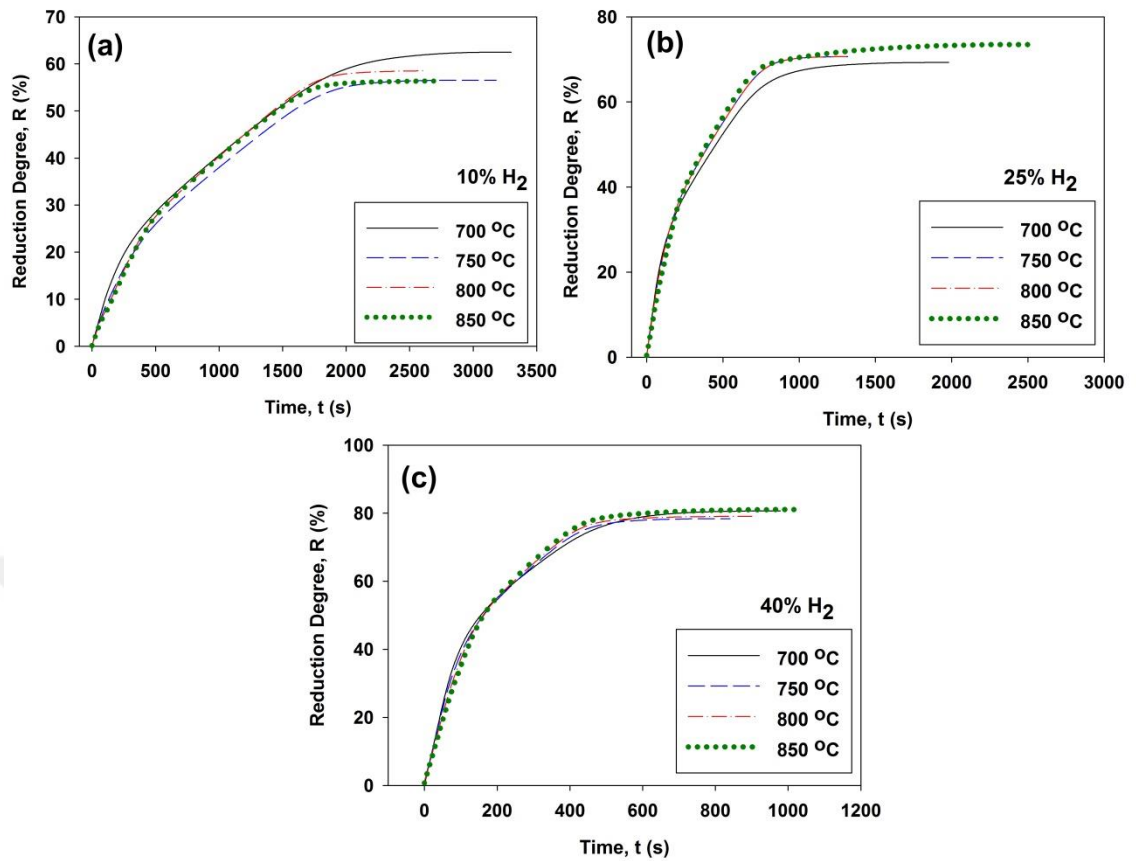 (a)
70
60
50
40
30
20
10
0
Reduction Degree, R (%)
10% H2
700 oC
750 oC
800 oC
850 oC
0 500 1000 1500 2000 2500 3000 3500
Time, t (s)
(b)
80
60
40
20
0
Reduction Degree, R (%)
25% H2
700 oC
750 oC
800 oC
850 oC
0 500 1000 1500 2000 2500 3000
Time, t (s)
(c)
100
80
60
40
20
0
Reduction Degree, R (%)
40% H2
700 oC
750 oC
800 oC
850 oC
0 200 400 600 800 1000 1200
Time, t (s)